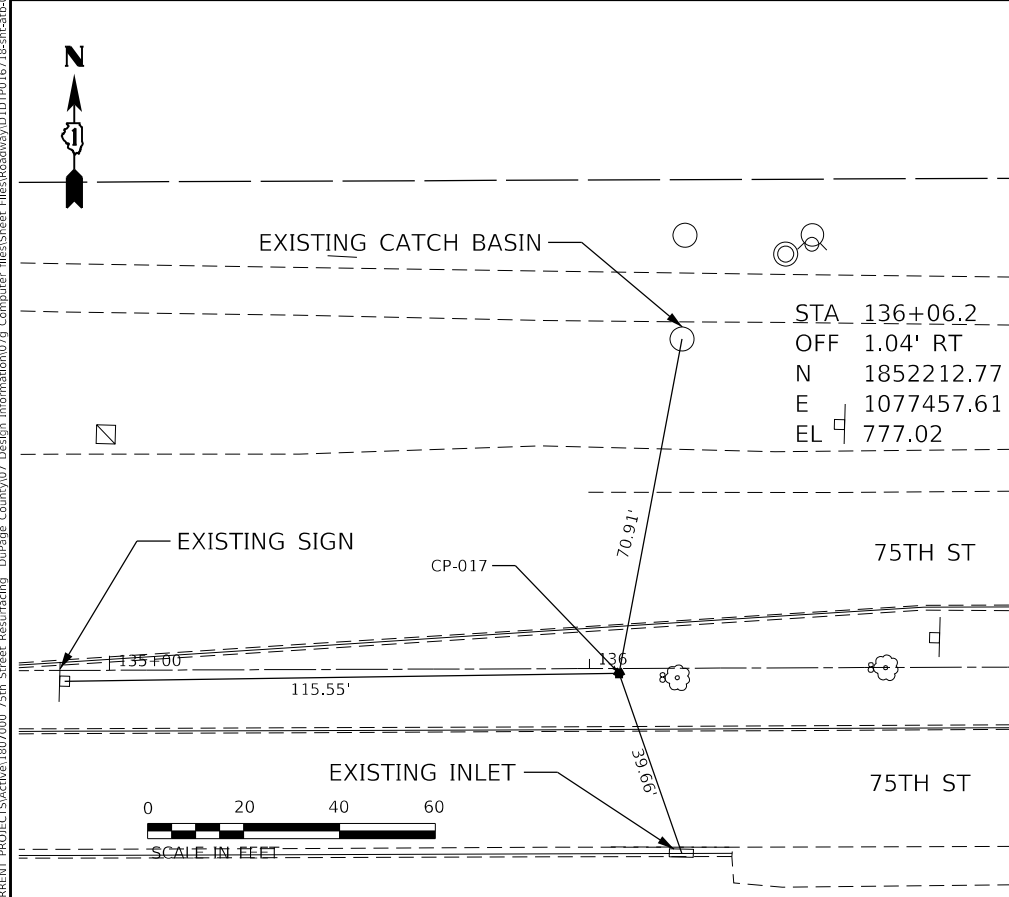 N
1
EXISTING CATCH BASIN
STA 136+06.2
OFF 1.04' RT
N 1852212.77
E 1077457.61
EL 777.02
70.91'
EXISTING SIGN
75TH ST
CP-017
135+00
136
8
8
115.55'
39.66'
EXISTING INLET
75TH ST
0 20 40 60
SCALE IN FEET